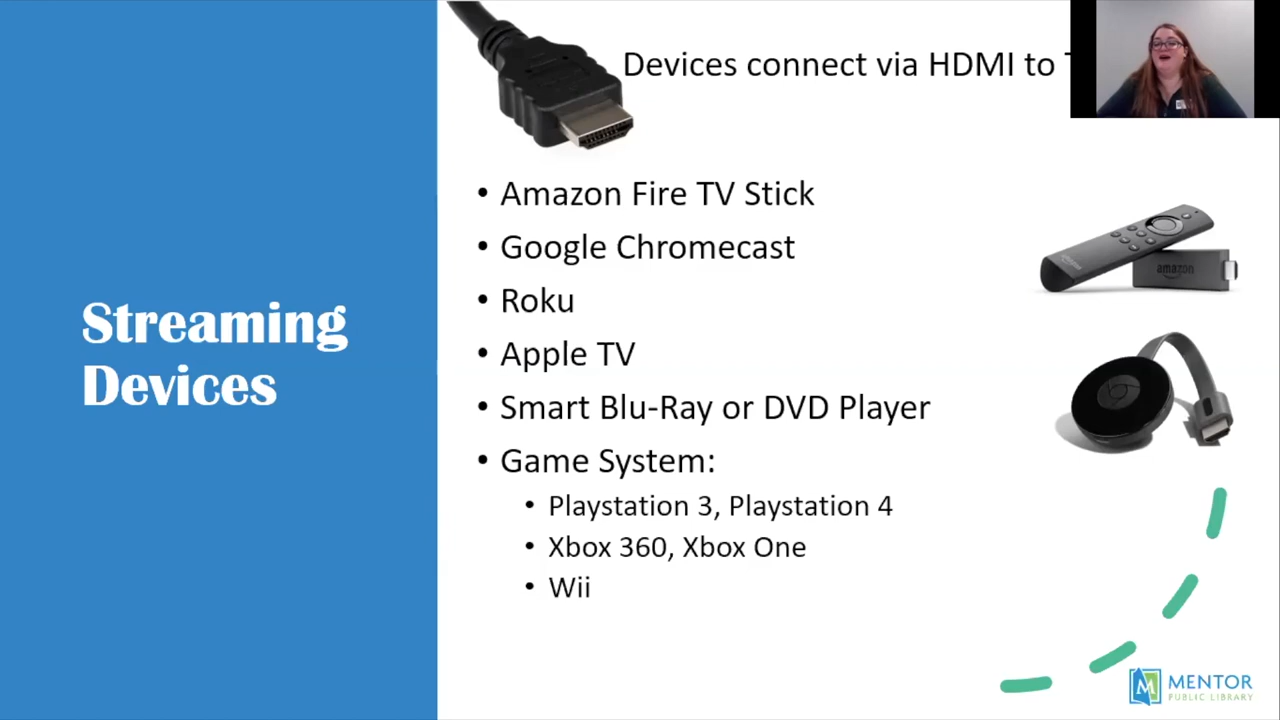 Devices connect via HDMI to
Streaming
Devices
• Amazon Fire TV Stick
• Google Chromecast
• Roku
• Apple TV
• Smart Blu-Ray or DVD Player
• Game System:
• Playstation 3, Playstation 4
• Xbox 360, Xbox One
• Wii
amazon
MENTOR
PUBLIC LIBRARY